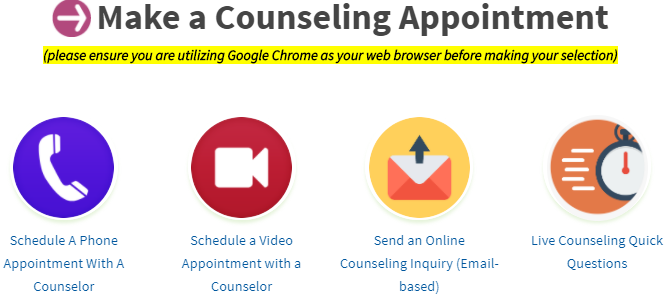 Make a Counseling Appointment
(please ensure you are utilizing Google Chrome as your web browser before making your selection)
Schedule A Phone
Appointment With A
Counselor
Schedule a Video
Appointment with a
Counselor
Send an Online
Counseling Inquiry (Email-
based)
Live Counseling Quick
Questions